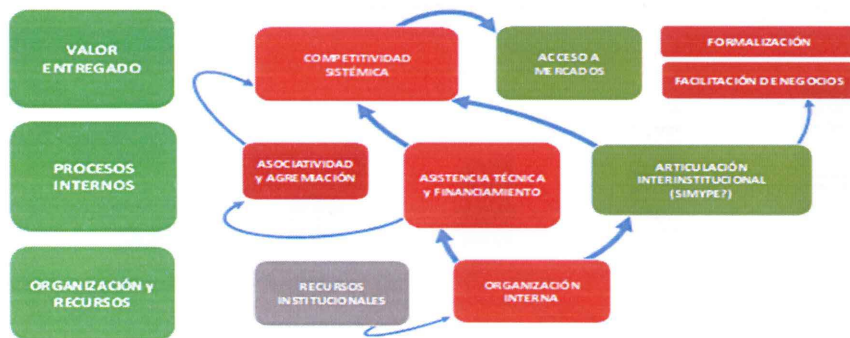 VALOR
ENTREGADO
COMPETITIVIDAD
SISTÉMICA
ACCESO A
MERCADOS
FORMALIZACIÓN
FACILITACIÓN DE NEGOCIOS
PROCESOS
INTERNOS
ASOCIATIVIDAD
y AGREMIACIÓN
ASISTENCIA TÉCNICA
y FINANCIAMIENTO
ARTICULACIÓN
INTERINSTITUCIONAL
(SIMYPE?)
ORGANIZACIÓN y
RECURSOS
RECURSOS
INSTITUCIONALES
ORGANIZACIÓN
INTERNA